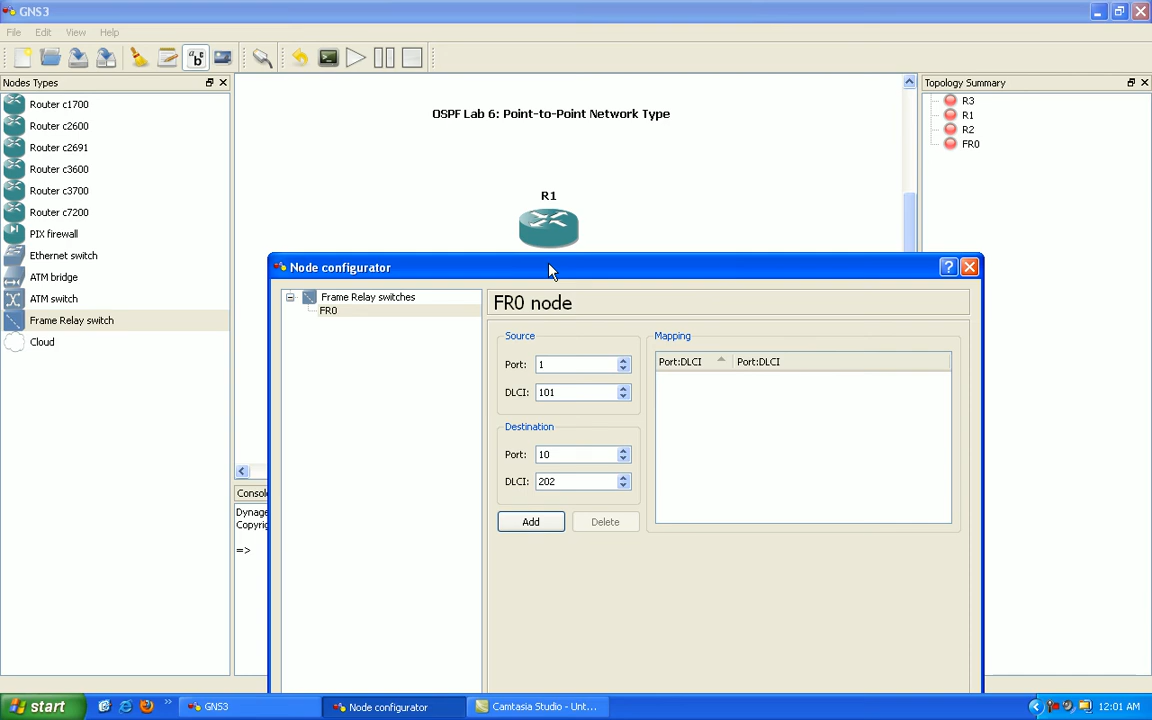 GNS3
File Edit View Help
Nodes Types
Router c1700
Router c2600
Router c2691
Router c3600
Router c3700
Router c7200
PIX firewall
Ethernet switch
ATM bridge
ATM switch
Frame Relay switch
Cloud
OSPF Lab 6: Point-to-Point Network Type
R1
Topology Summary
R3
R1
R2
FR0
Node configurator
Frame Relay switches
FR0
FR0 node
Source
Port: 1
DLCI: 101
Destination
Port: 10
DLCI: 202
Add Delete
Mapping
Port:DLCI Port:DLCI
Consol
Dynage
Copyrig
=>
start GNS3 Node configurator Camtasia Studio - Unt... 12:01 AM